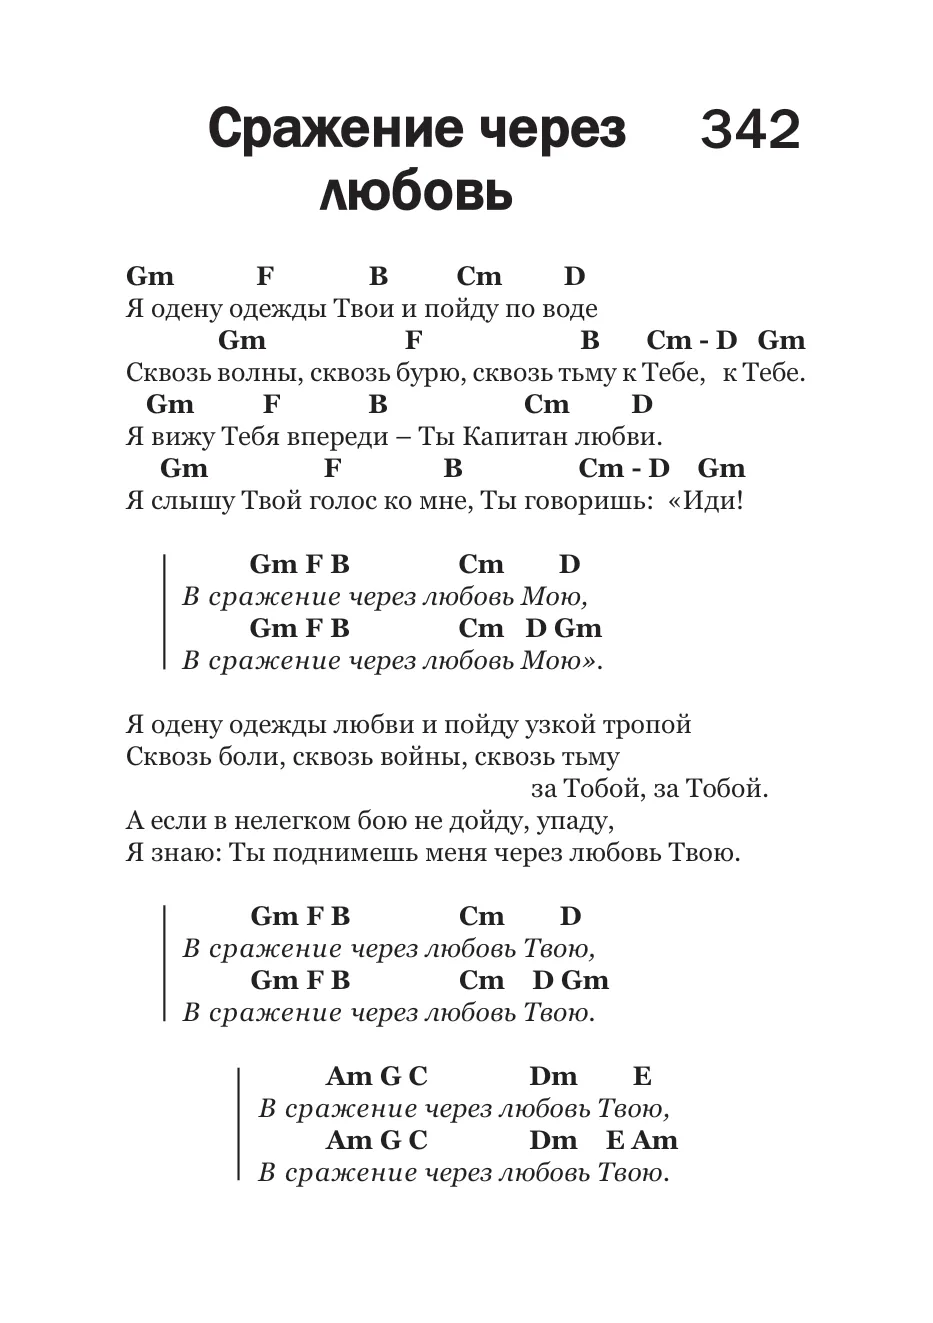 Сражение через 342
любовь
Gm F B Cm D
Я одену одежды Твои и пойду по воде
Gm F B Cm - D Gm
Сквозь волны, сквозь бурю, сквозь тьму к Тебе, к Тебе.
Gm F B Cm D
Я вижу Тебя впереди – Ты Капитан любви.
Gm F B Cm - D Gm
Я слышу Твой голос ко мне, Ты говоришь: «Иди!
Gm F B Cm D
В сражение через любовь Мою,
Gm F B Cm D Gm
В сражение через любовь Мою».
Я одену одежды любви и пойду узкой тропой
Сквозь боли, сквозь войны, сквозь тьму
за Тобой, за Тобой.
А если в нелегком бою не дойду, упаду,
Я знаю: Ты поднимешь меня через любовь Твою.
Gm F B Cm D
В сражение через любовь Твою,
Gm F B Cm D Gm
В сражение через любовь Твою.
Am G C Dm E
В сражение через любовь Твою,
Am G C Dm E Am
В сражение через любовь Твою.